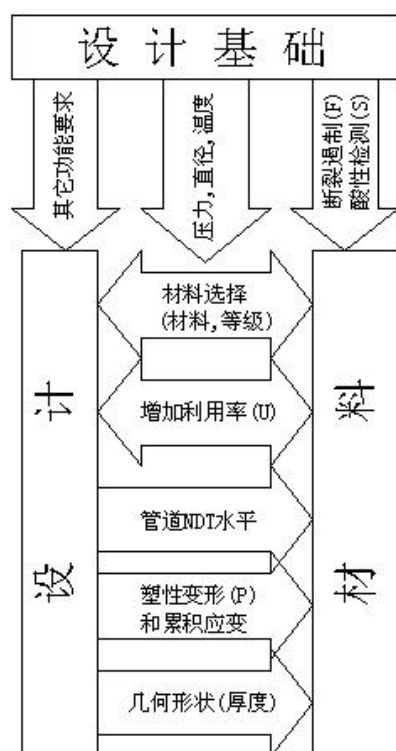 设计基础
其它功能要求
压力,直径,温度
断裂遏制(F)
酸性检测(S)
材料选择
(材料,等级)
增加利用率(U)
管道NDT水平
塑性变形(P)
和累积应变
几何形状(厚度)
设计
材料